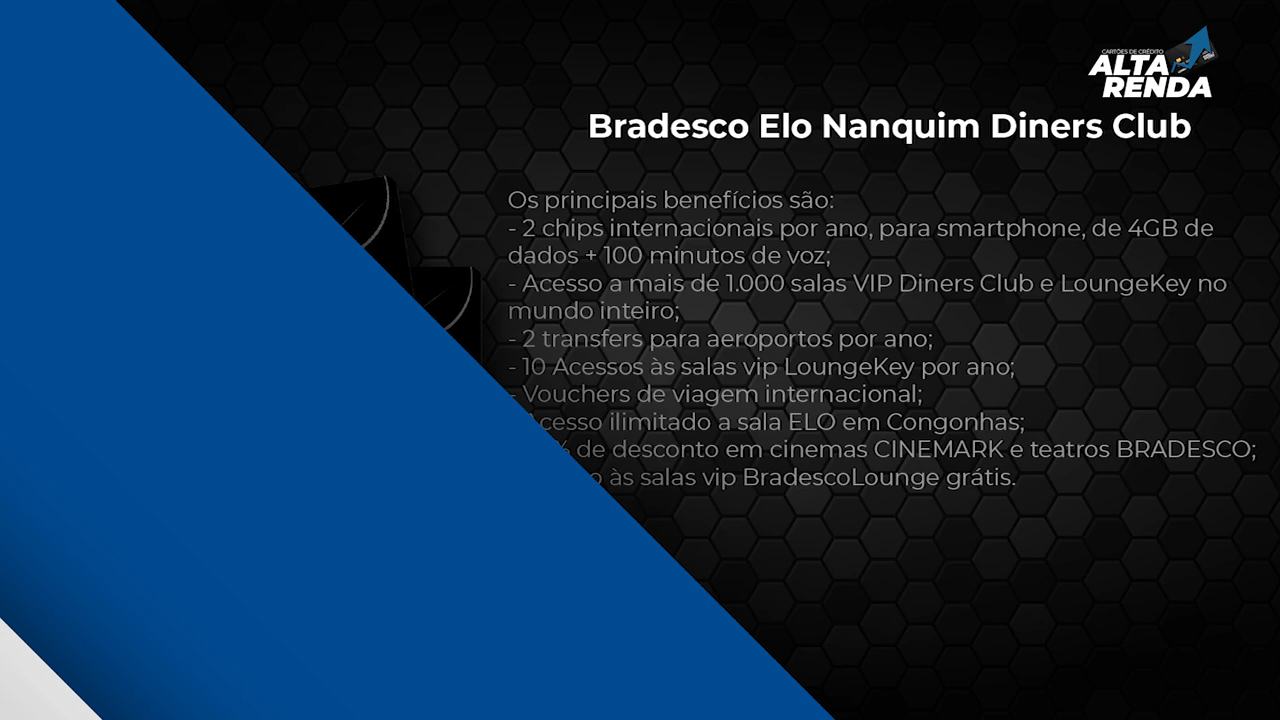 CARTÕES DE CRÉDITO
ALTA
RENDA
Bradesco Elo Nanquim Diners Club
Os principais benefícios são:
- 2 chips internacionais por ano, para smartphone, de 4GB de
dados + 100 minutos de voz;
- Acesso a mais de 1.000 salas VIP Diners Club e LoungeKey no
mundo inteiro;
- 2 transfers para aeroportos por ano;
- 10 Acessos às salas vip LoungeKey por ano;
- Vouchers de viagem internacional;
cesso ilimitado a sala ELO em Congonhas;
% de desconto em cinemas CINEMARK e teatros BRADESCO;
o às salas vip BradescoLounge grátis.